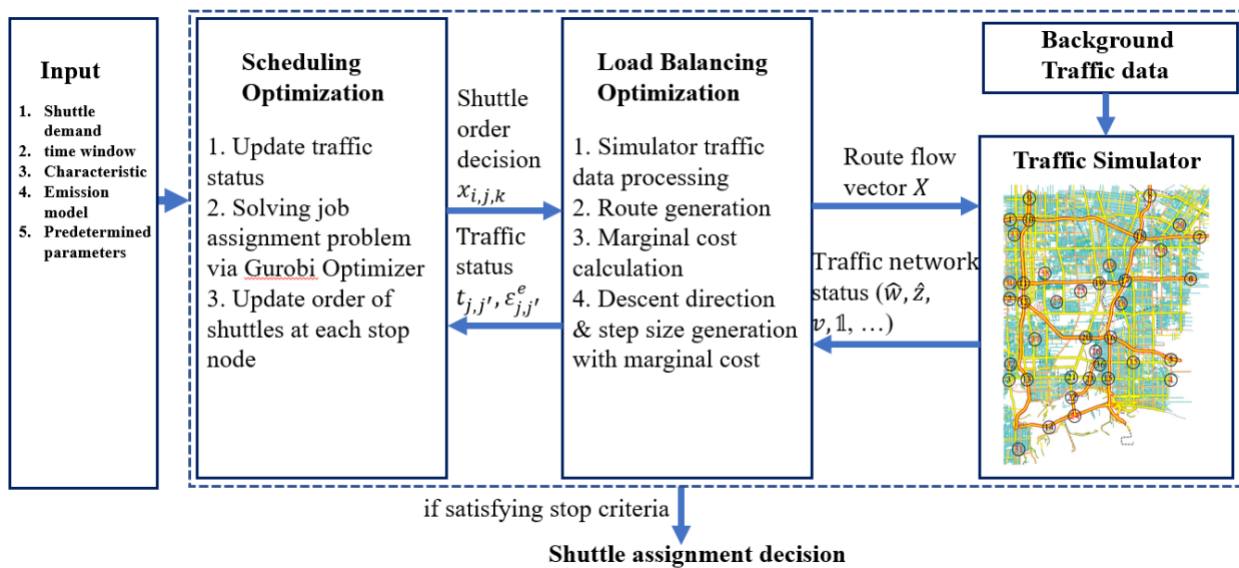 Input
1. Shuttle
demand
2. time window
3. Characteristic
4. Emission
model
5. Predetermined
parameters
Scheduling
Optimization
1. Update traffic
status
2. Solving job
assignment problem
via Gurobi Optimizer
3. Update order of
shuttles at each stop
node
Shuttle
order
decision
𝑥𝑖,𝑗,𝑘
Traffic
status
𝑡𝑗,𝑗′, 𝜀ᵉ𝑗,𝑗′
Load Balancing
Optimization
1. Simulator traffic
data processing
2. Route generation
3. Marginal cost
calculation
4. Descent direction
& step size generation
with marginal cost
Route flow
vector 𝑋
Traffic network
status (ŵ, ẑ,
𝑣, 𝟙, …)
Background
Traffic data
Traffic Simulator
if satisfying stop criteria
Shuttle assignment decision